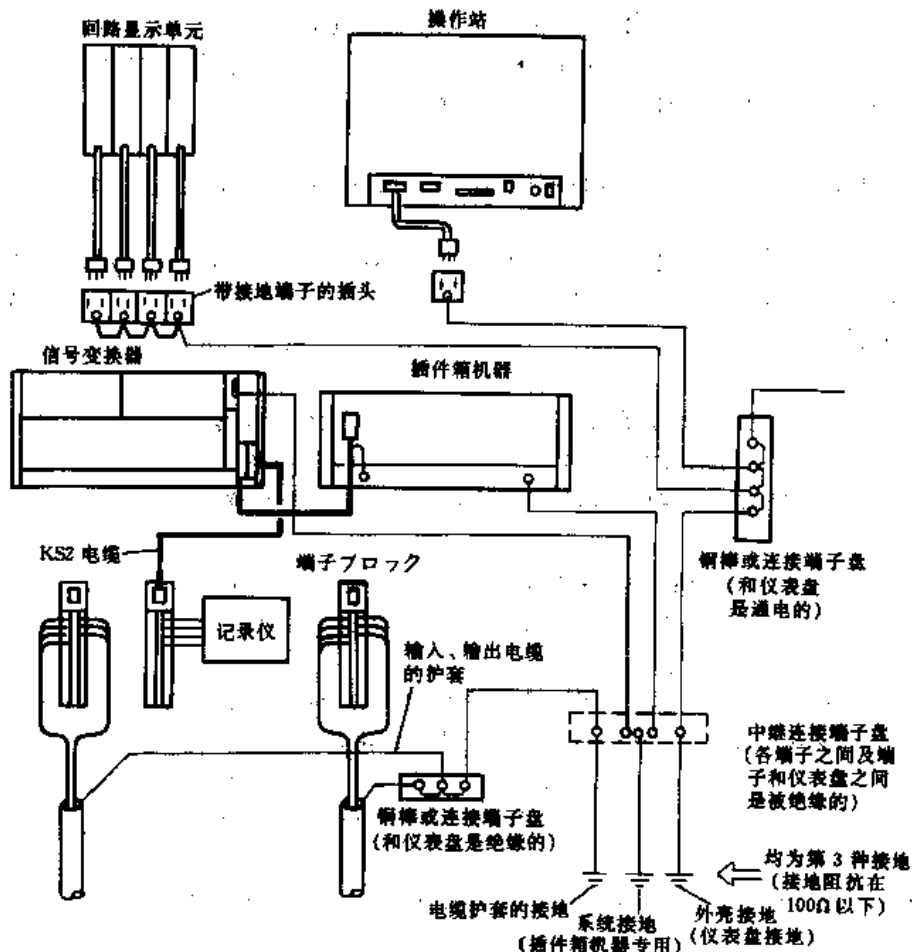 回路显示单元
操作站
带接地端子的插头
信号变换器
插件箱机器
KS2 电缆
端子ブロック
铜棒或连接端子盘
(和仪表盘
是通电的)
记录仪
输入、输出电缆
的护套
中继连接端子盘
(各端子之间及端
子和仪表盘之间
是被绝缘的)
铜棒或连接端子盘
(和仪表盘是绝缘的)
均为第 3 种接地
(接地阻抗在
100Ω 以下)
电缆护套的接地
系统接地
(插件箱机器专用)
外壳接地
(仪表盘接地)